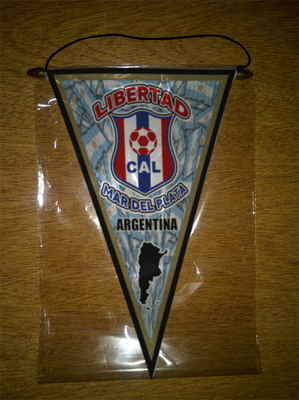 LIBERTAD
CAL
MAR DEL PLATA
ARGENTINA